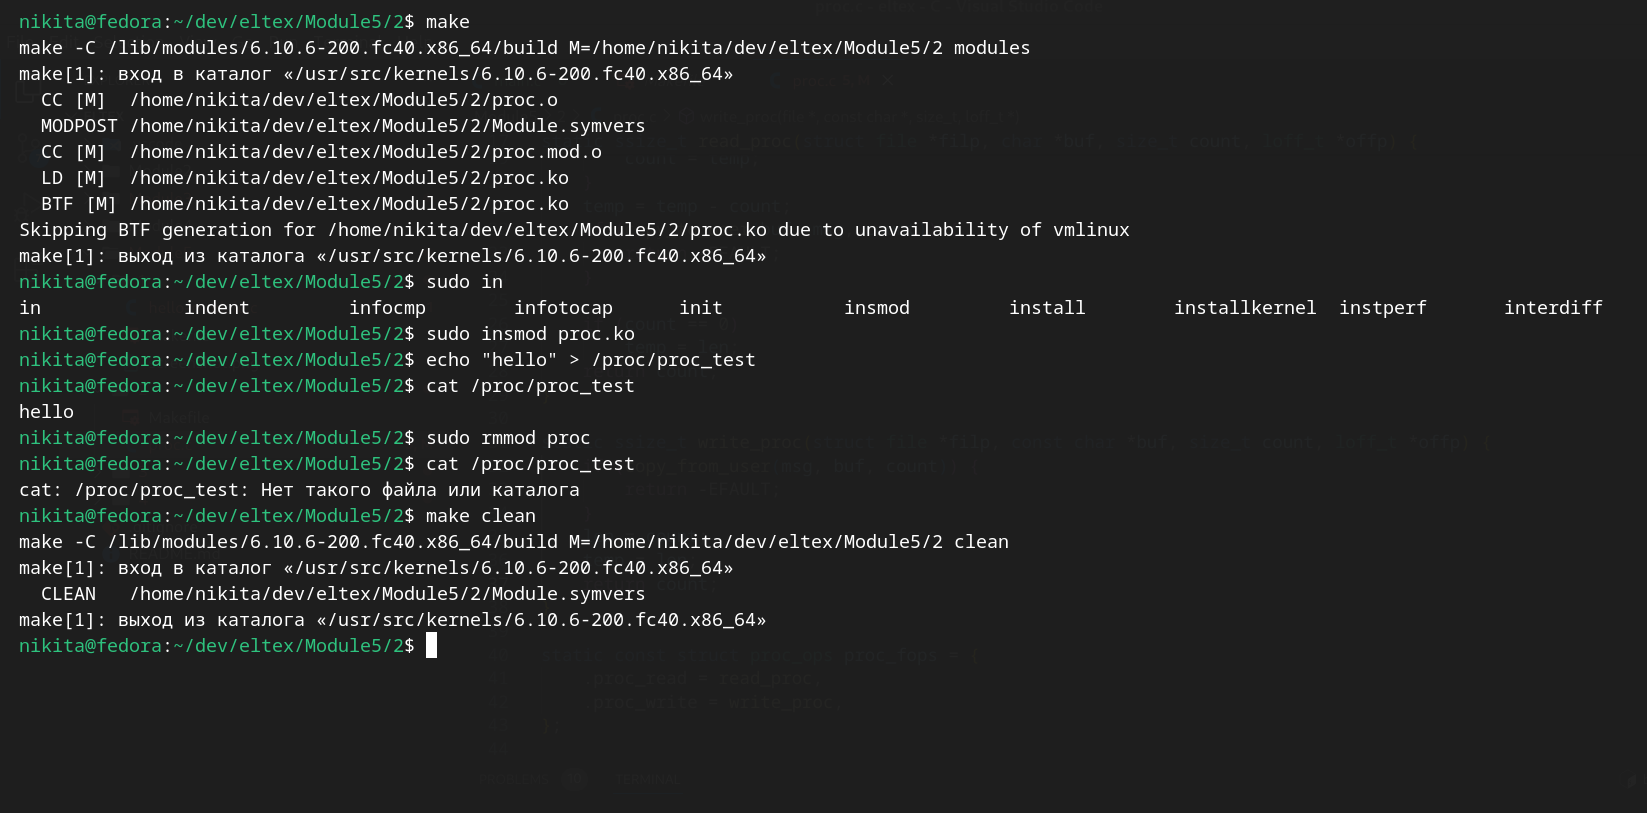 nikita@fedora:~/dev/eltex/Module5/2$ make
make -C /lib/modules/6.10.6-200.fc40.x86_64/build M=/home/nikita/dev/eltex/Module5/2 modules
make[1]: вход в каталог «/usr/src/kernels/6.10.6-200.fc40.x86_64»
  CC [M]  /home/nikita/dev/eltex/Module5/2/proc.o
  MODPOST /home/nikita/dev/eltex/Module5/2/Module.symvers
  CC [M]  /home/nikita/dev/eltex/Module5/2/proc.mod.o
  LD [M]  /home/nikita/dev/eltex/Module5/2/proc.ko
  BTF [M] /home/nikita/dev/eltex/Module5/2/proc.ko
Skipping BTF generation for /home/nikita/dev/eltex/Module5/2/proc.ko due to unavailability of vmlinux
make[1]: выход из каталога «/usr/src/kernels/6.10.6-200.fc40.x86_64»
nikita@fedora:~/dev/eltex/Module5/2$ sudo in
in             indent         infocmp        infotocap      init           insmod         install        installkernel  instperf       interdiff
nikita@fedora:~/dev/eltex/Module5/2$ sudo insmod proc.ko
nikita@fedora:~/dev/eltex/Module5/2$ echo "hello" > /proc/proc_test
nikita@fedora:~/dev/eltex/Module5/2$ cat /proc/proc_test
hello
nikita@fedora:~/dev/eltex/Module5/2$ sudo rmmod proc
nikita@fedora:~/dev/eltex/Module5/2$ cat /proc/proc_test
cat: /proc/proc_test: Нет такого файла или каталога
nikita@fedora:~/dev/eltex/Module5/2$ make clean
make -C /lib/modules/6.10.6-200.fc40.x86_64/build M=/home/nikita/dev/eltex/Module5/2 clean
make[1]: вход в каталог «/usr/src/kernels/6.10.6-200.fc40.x86_64»
  CLEAN   /home/nikita/dev/eltex/Module5/2/Module.symvers
make[1]: выход из каталога «/usr/src/kernels/6.10.6-200.fc40.x86_64»
nikita@fedora:~/dev/eltex/Module5/2$
static const struct proc_ops proc_fops = {
.proc_read = read_proc,
.proc_write = write_proc,
};
TERMINAL